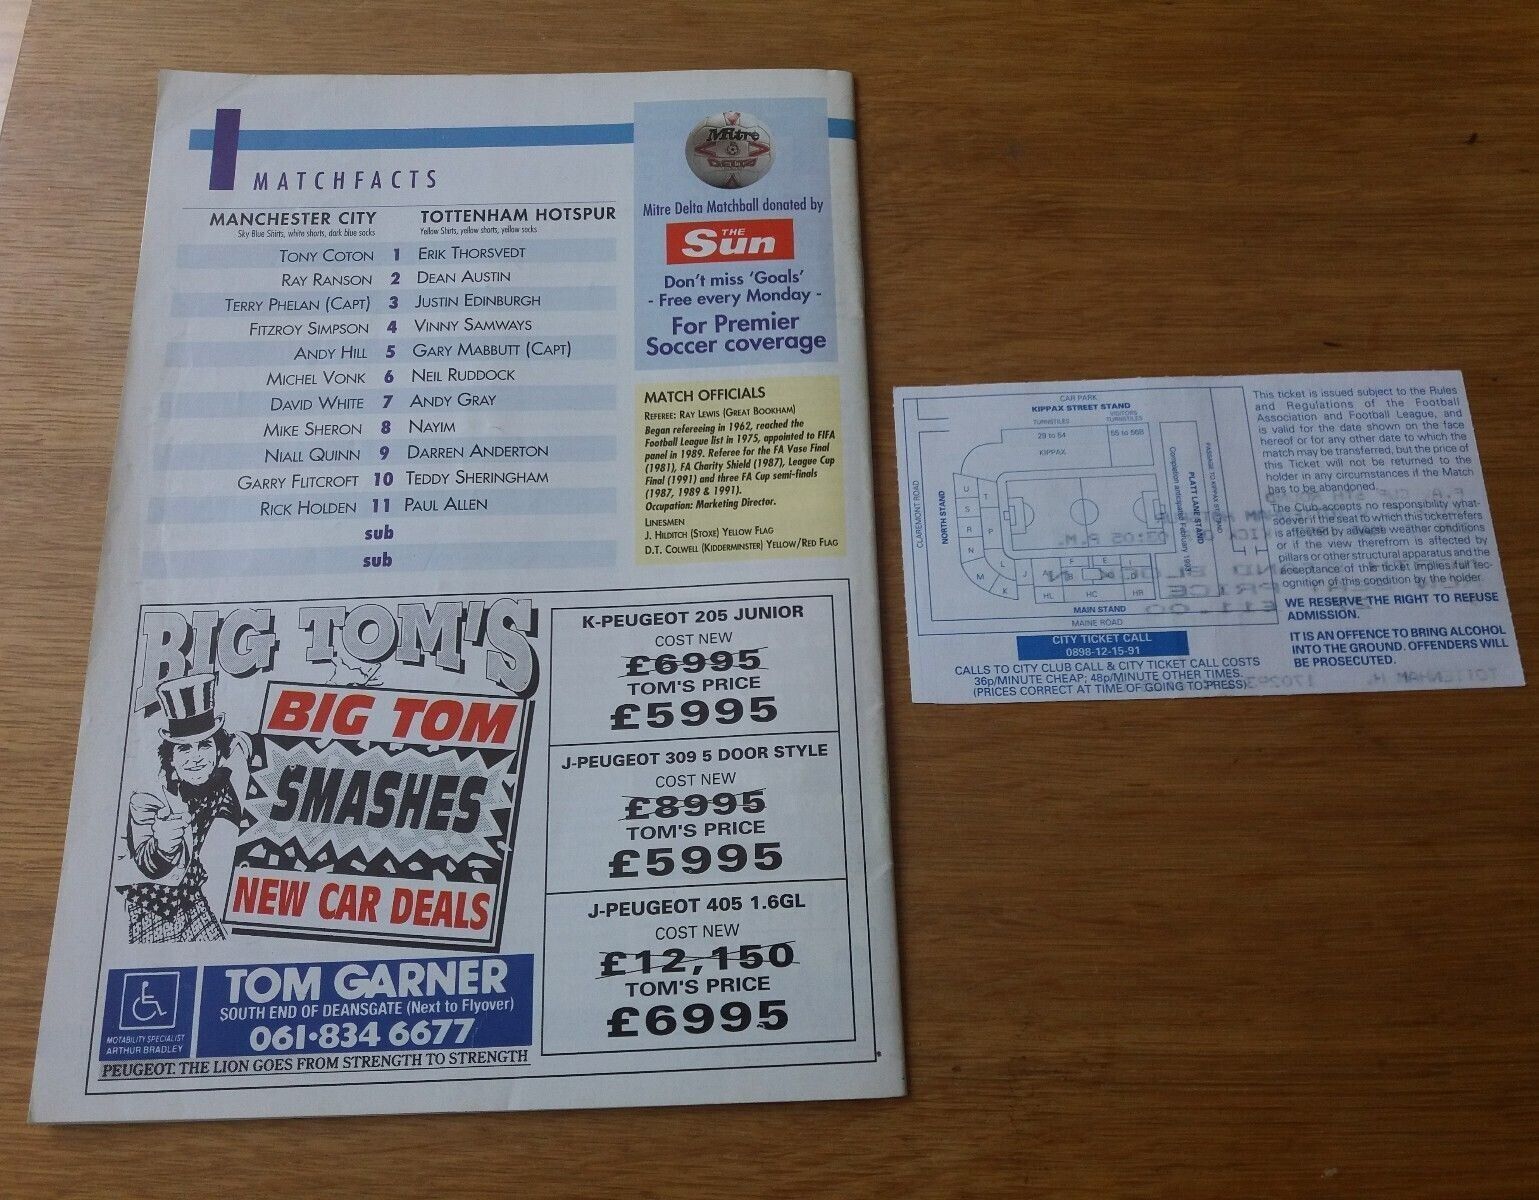 MATCHFACTS
MANCHESTER CITY
Sky Blue Shirts, white shorts, dark blue socks
TOTTENHAM HOTSPUR
Yellow Shirts, yellow shorts, yellow socks
TONY COTON 1 ERIK THORSVEDT
RAY RANSON 2 DEAN AUSTIN
TERRY PHELAN (CAPT) 3 JUSTIN EDINBURGH
FITZROY SIMPSON 4 VINNY SAMWAYS
ANDY HILL 5 GARY MABBUTT (CAPT)
MICHEL VONK 6 NEIL RUDDOCK
DAVID WHITE 7 ANDY GRAY
MIKE SHERON 8 NAYIM
NIALL QUINN 9 DARREN ANDERTON
GARRY FLITCROFT 10 TEDDY SHERINGHAM
RICK HOLDEN 11 PAUL ALLEN
sub
sub
Mitre
DELTA
Mitre Delta Matchball donated by
THE
Sun
Don't miss 'Goals'
- Free every Monday -
For Premier
Soccer coverage
MATCH OFFICIALS
REFEREE: RAY LEWIS (GREAT BOOKHAM)
Began refereeing in 1962, reached the
Football League list in 1975, appointed to FIFA
panel in 1989. Referee for the FA Vase Final
(1981), FA Charity Shield (1987), League Cup
Final (1991) and three FA Cup semi-finals
(1987, 1989 & 1991).
Occupation: Marketing Director.
LINESMEN
J. HILDITCH (STOXE) YELLOW FLAG
D.T. COLWELL (KIDDERMINSTER) YELLOW/RED FLAG
BIG TOM'S
BIG TOM
SMASHES
NEW CAR DEALS
MOTABILITY SPECIALIST
ARTHUR BRADLEY
TOM GARNER
SOUTH END OF DEANSGATE (Next to Flyover)
061·834 6677
PEUGEOT. THE LION GOES FROM STRENGTH TO STRENGTH
K-PEUGEOT 205 JUNIOR
COST NEW
£6995
TOM'S PRICE
£5995
J-PEUGEOT 309 5 DOOR STYLE
COST NEW
£8995
TOM'S PRICE
£5995
J-PEUGEOT 405 1.6GL
COST NEW
£12,150
TOM'S PRICE
£6995
CAR PARK
KIPPAX STREET STAND
TURNSTILES
VISITORS
TURNSTILES
29 to 54
55 to 56B
KIPPAX
CLAREMONT ROAD
NORTH STAND
PLATT LANE STAND
Completion anticipated February 1993
PASSAGE TO KIPPAX STAND
U
T
S
R
P
N
M
L
K
J
HL
HC
HR
MAIN STAND
MAINE ROAD
CITY TICKET CALL
0898-12-15-91
CALLS TO CITY CLUB CALL & CITY TICKET CALL COSTS
36p/MINUTE CHEAP; 48p/MINUTE OTHER TIMES.
(PRICES CORRECT AT TIME OF GOING TO PRESS)
This ticket is issued subject to the Rules
and Regulations of the Football
Association and Football League, and
is valid for the date shown on the face
hereof or for any other date to which the
match may be transferred, but the price of
this Ticket will not be returned to the
holder in any circumstances if the Match
has to be abandoned.
The Club accepts no responsibility what-
soever if the seat to which this ticket refers
is affected by adverse weather conditions
or if the view therefrom is affected by
pillars or other structural apparatus and the
acceptance of this ticket implies full rec-
ognition of this condition by the holder.
WE RESERVE THE RIGHT TO REFUSE
ADMISSION.
IT IS AN OFFENCE TO BRING ALCOHOL
INTO THE GROUND. OFFENDERS WILL
BE PROSECUTED.